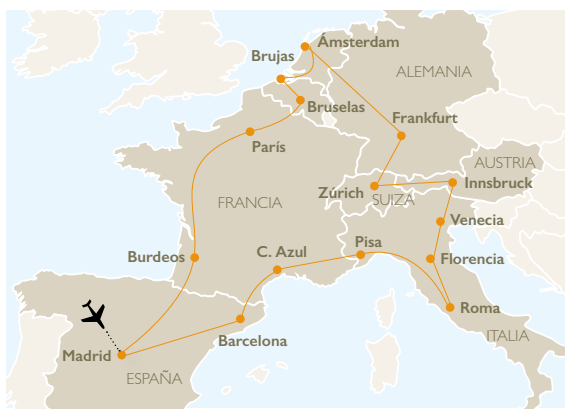 Ámsterdam
Brujas
ALEMANIA
Bruselas
Frankfurt
París
AUSTRIA
Zúrich
Innsbruck
SUIZA
FRANCIA
Venecia
Burdeos
C. Azul
Pisa
Florencia
Roma
Madrid
Barcelona
ITALIA
ESPAÑA